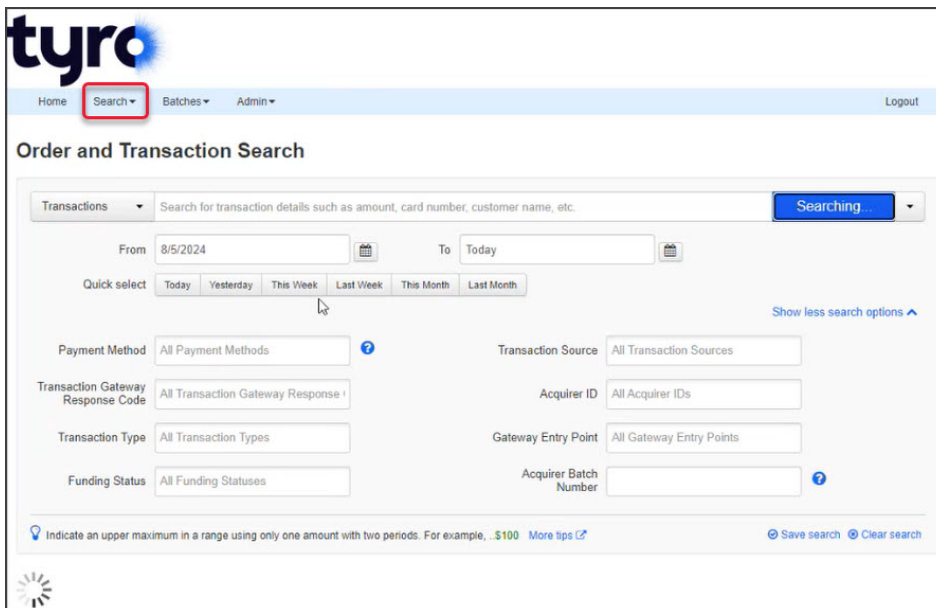 tyro
Home Search Batches Admin Logout
Order and Transaction Search
Transactions Search for transaction details such as amount, card number, customer name, etc. Searching...
From 8/5/2024 To Today
Quick select Today Yesterday This Week Last Week This Month Last Month
Show less search options
Payment Method All Payment Methods ? Transaction Source All Transaction Sources
Transaction Gateway
Response Code All Transaction Gateway Response Acquirer ID All Acquirer IDs
Transaction Type All Transaction Types Gateway Entry Point All Gateway Entry Points
Funding Status All Funding Statuses Acquirer Batch
Number ?
Indicate an upper maximum in a range using only one amount with two periods. For example, ..$100 More tips Save search Clear search